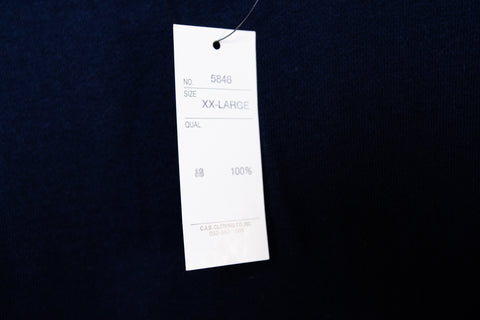 NO. 5846
SIZE
XX-LARGE
QUAL.
綿 100%
C.A.B. CLOTHING CO., INC.